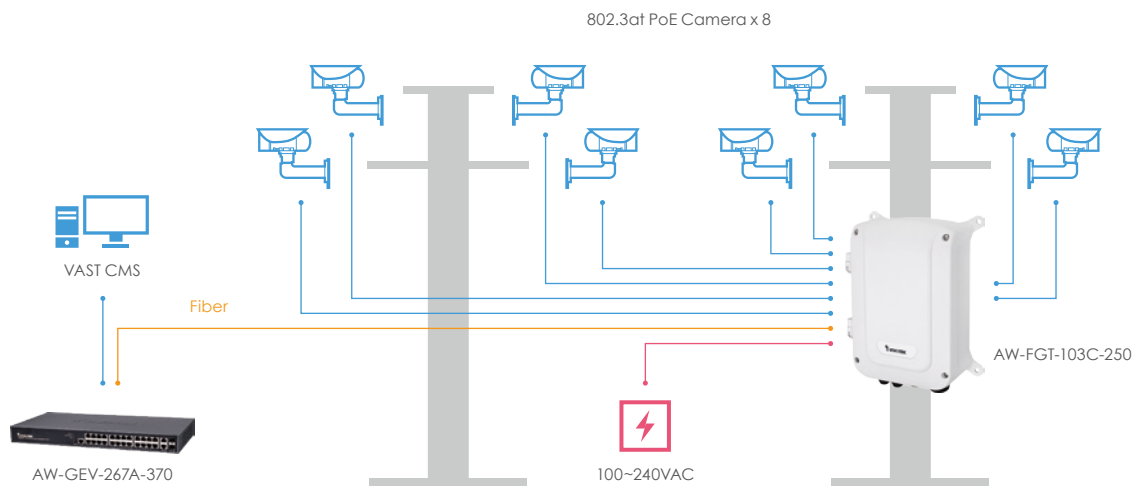 802.3at PoE Camera x 8
VAST CMS
Fiber
AW-FGT-103C-250
AW-GEV-267A-370
100~240VAC